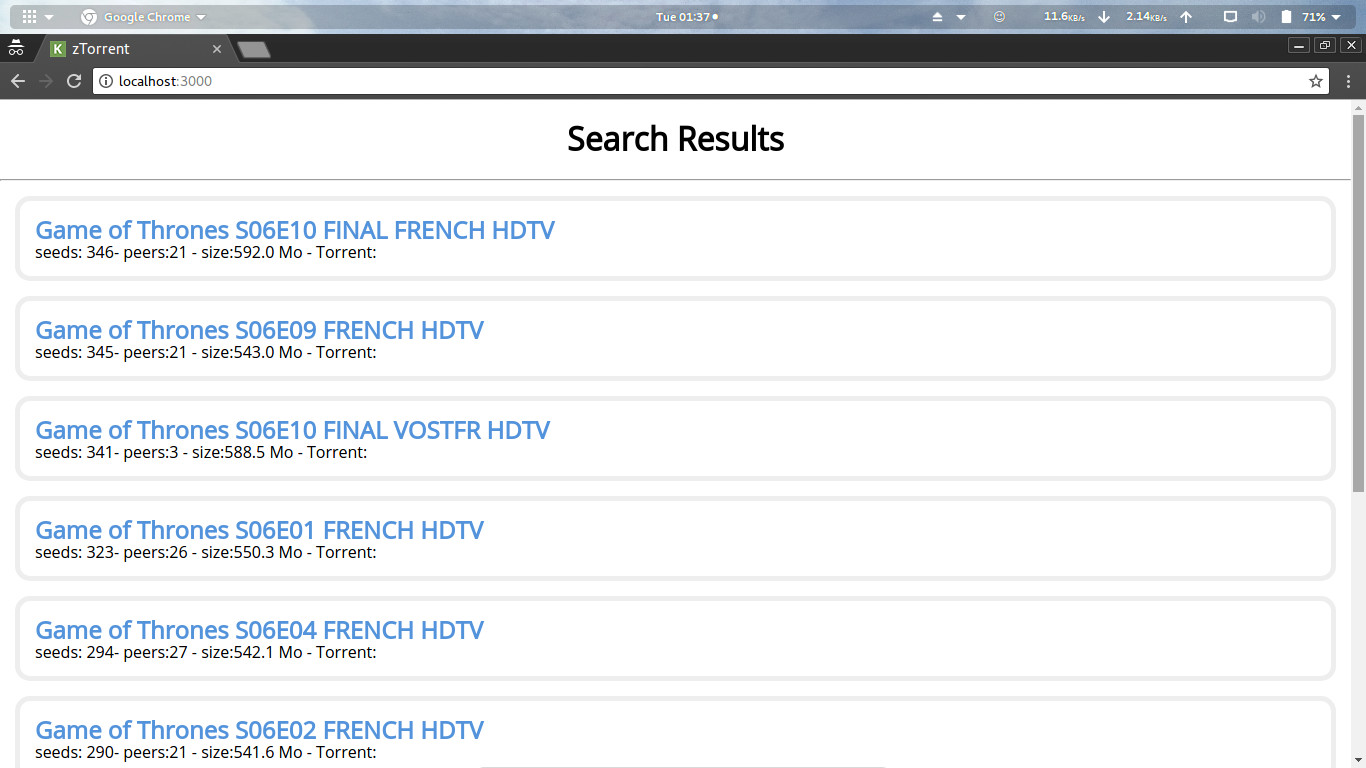 Google Chrome
Tue 01:37
11.6KB/s
2.14KB/s
71%
K zTorrent
localhost:3000
Search Results
Game of Thrones S06E10 FINAL FRENCH HDTV
seeds: 346- peers:21 - size:592.0 Mo - Torrent:
Game of Thrones S06E09 FRENCH HDTV
seeds: 345- peers:21 - size:543.0 Mo - Torrent:
Game of Thrones S06E10 FINAL VOSTFR HDTV
seeds: 341- peers:3 - size:588.5 Mo - Torrent:
Game of Thrones S06E01 FRENCH HDTV
seeds: 323- peers:26 - size:550.3 Mo - Torrent:
Game of Thrones S06E04 FRENCH HDTV
seeds: 294- peers:27 - size:542.1 Mo - Torrent:
Game of Thrones S06E02 FRENCH HDTV
seeds: 290- peers:21 - size:541.6 Mo - Torrent: